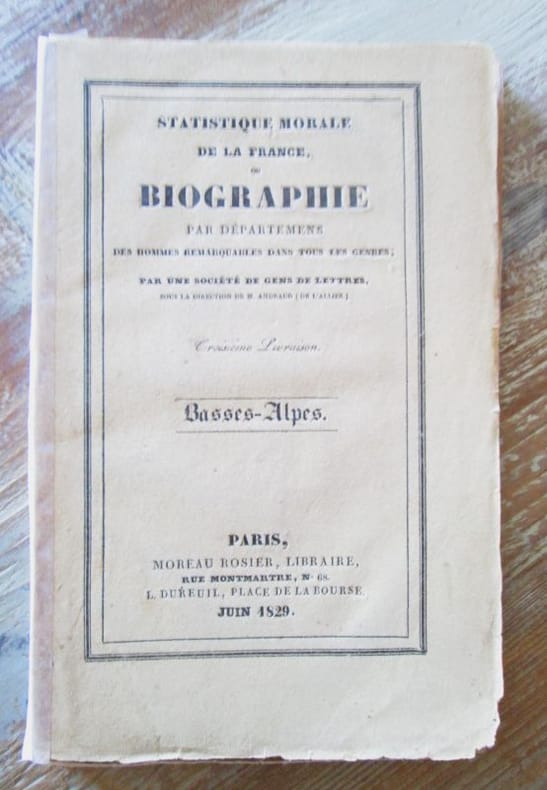 STATISTIQUE MORALE
DE LA FRANCE,
OU
BIOGRAPHIE
PAR DÉPARTEMENS
DES HOMMES REMARQUABLES DANS TOUS LES GENRES;
PAR UNE SOCIÉTÉ DE GENS DE LETTRES,
SOUS LA DIRECTION DE M. ANDRAUD (DE L'ALLIER)
Troisième Livraison.
Basses-Alpes.
PARIS,
MOREAU ROSIER, LIBRAIRE,
RUE MONTMARTRE, N° 68.
L. DUREUIL, PLACE DE LA BOURSE.
JUIN 1829.